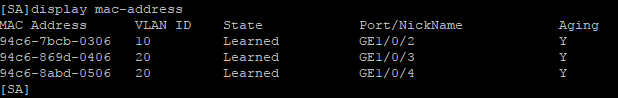 [SA]display mac-address
MAC Address      VLAN ID    State            Port/NickName            Aging
94c6-7bcb-0306   10         Learned          GE1/0/2                  Y
94c6-869d-0406   20         Learned          GE1/0/3                  Y
94c6-8abd-0506   20         Learned          GE1/0/4                  Y
[SA]